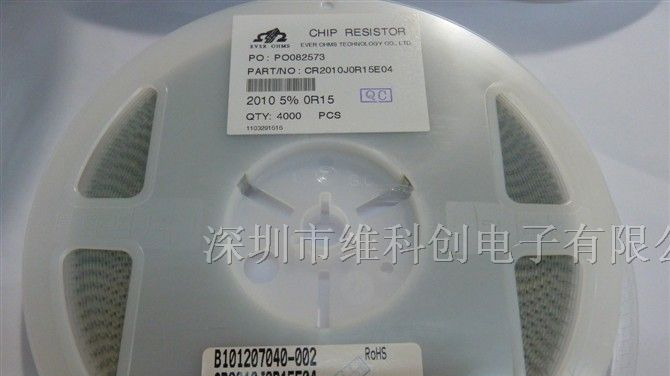 EVER OHMS
CHIP RESISTOR
EVER OHMS TECHNOLOGY CO., LTD.
PO : PO082573
PART/NO : CR2010J0R15E04
2010 5% 0R15
QC
QTY: 4000 PCS
1103291515
深圳市维科创电子有限公
B101207040-002
RoHS
CR2010J0R15E04